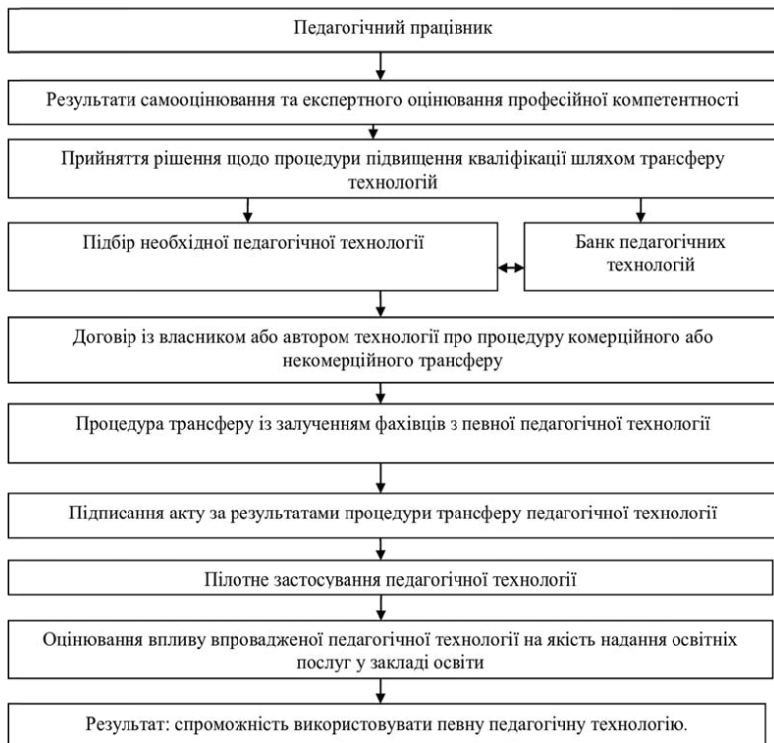 Педагогічний працівник
Результати самооцінювання та експертного оцінювання професійної компетентності
Прийняття рішення щодо процедури підвищення кваліфікації шляхом трансферу
технологій
Підбір необхідної педагогічної технології
Банк педагогічних
технологій
Договір із власником або автором технології про процедуру комерційного або
некомерційного трансферу
Процедура трансферу із залученням фахівців з певної педагогічної технології
Підписання акту за результатами процедури трансферу педагогічної технології
Пілотне застосування педагогічної технології
Оцінювання впливу впровадженої педагогічної технології на якість надання освітніх
послуг у закладі освіти
Результат: спроможність використовувати певну педагогічну технологію.